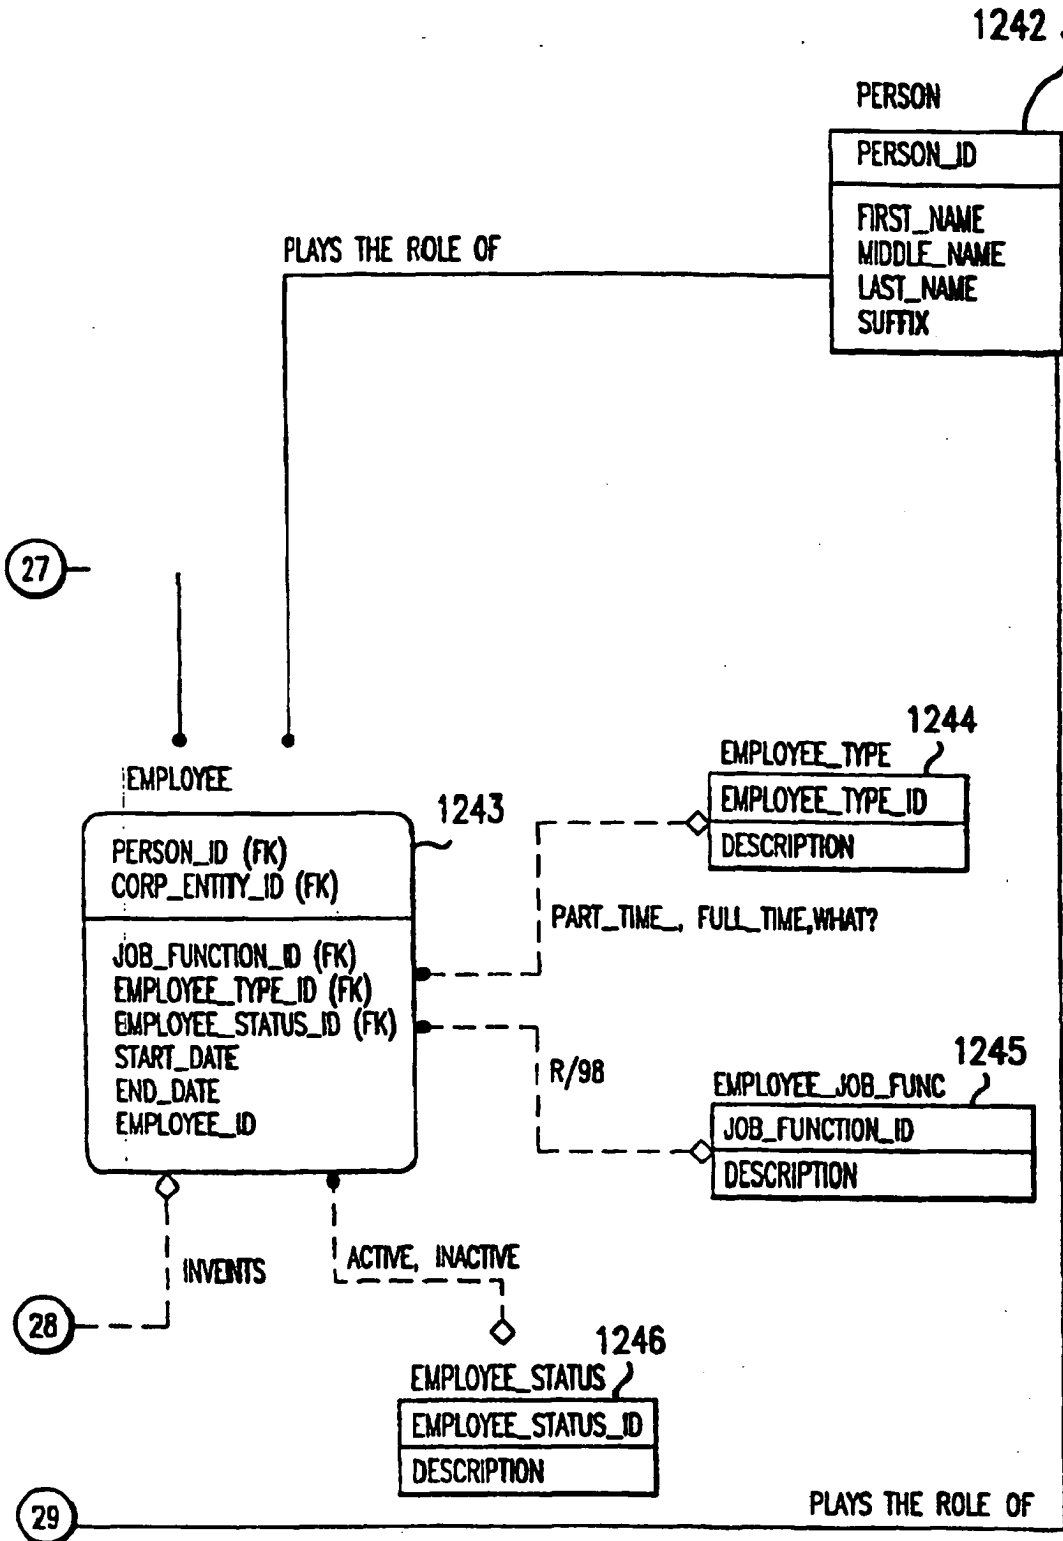 1242
PERSON
PERSON_ID
FIRST_NAME
MIDDLE_NAME
LAST_NAME
SUFFIX
PLAYS THE ROLE OF
27
EMPLOYEE
1243
PERSON_ID (FK)
CORP_ENTITY_ID (FK)
JOB_FUNCTION_ID (FK)
EMPLOYEE_TYPE_ID (FK)
EMPLOYEE_STATUS_ID (FK)
START_DATE
END_DATE
EMPLOYEE_ID
1244
EMPLOYEE_TYPE
EMPLOYEE_TYPE_ID
DESCRIPTION
PART_TIME_, FULL_TIME,WHAT?
R/98
1245
EMPLOYEE_JOB_FUNC
JOB_FUNCTION_ID
DESCRIPTION
INVENTS
ACTIVE, INACTIVE
28
1246
EMPLOYEE_STATUS
EMPLOYEE_STATUS_ID
DESCRIPTION
29
PLAYS THE ROLE OF